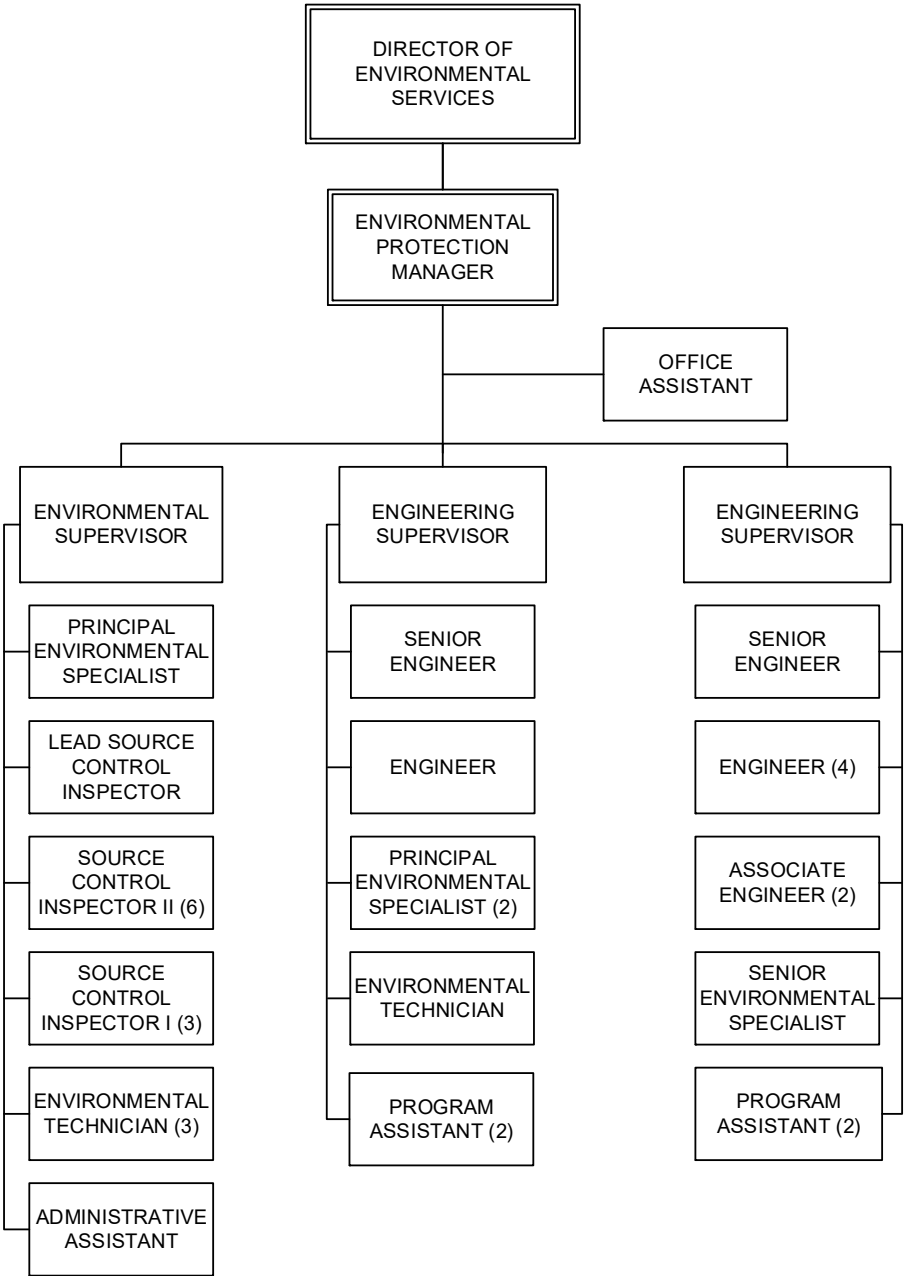 DIRECTOR OF
ENVIRONMENTAL
SERVICES
ENVIRONMENTAL
PROTECTION
MANAGER
OFFICE
ASSISTANT
ENVIRONMENTAL
SUPERVISOR
PRINCIPAL
ENVIRONMENTAL
SPECIALIST
LEAD SOURCE
CONTROL
INSPECTOR
SOURCE
CONTROL
INSPECTOR II (6)
SOURCE
CONTROL
INSPECTOR I (3)
ENVIRONMENTAL
TECHNICIAN (3)
ADMINISTRATIVE
ASSISTANT
ENGINEERING
SUPERVISOR
SENIOR
ENGINEER
ENGINEER
PRINCIPAL
ENVIRONMENTAL
SPECIALIST (2)
ENVIRONMENTAL
TECHNICIAN
PROGRAM
ASSISTANT (2)
ENGINEERING
SUPERVISOR
SENIOR
ENGINEER
ENGINEER (4)
ASSOCIATE
ENGINEER (2)
SENIOR
ENVIRONMENTAL
SPECIALIST
PROGRAM
ASSISTANT (2)